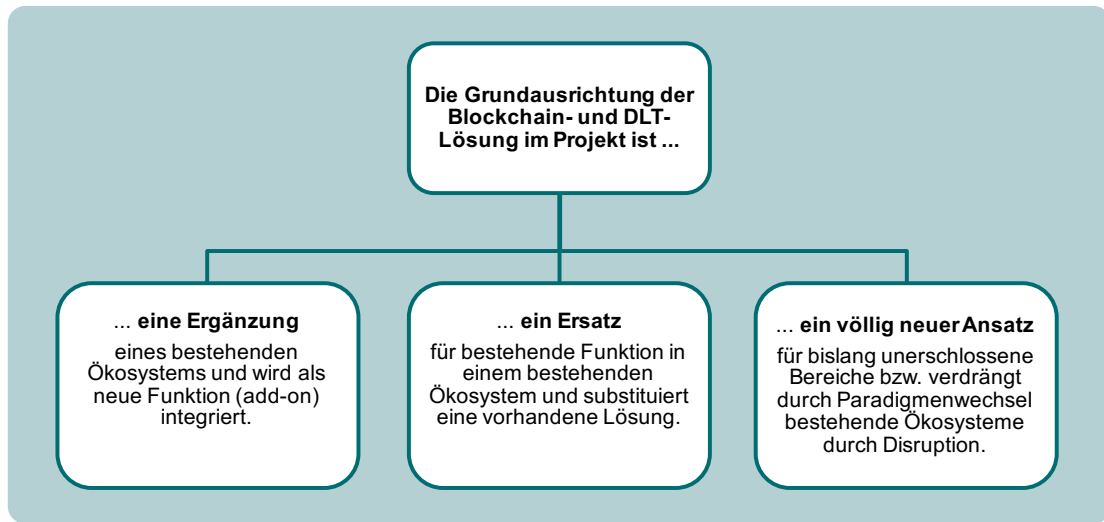 Die Grundausrichtung der
Blockchain- und DLT-
Lösung im Projekt ist ...
... eine Ergänzung
eines bestehenden
Ökosystems und wird als
neue Funktion (add-on)
integriert.
... ein Ersatz
für bestehende Funktion in
einem bestehenden
Ökosystem und substituiert
eine vorhandene Lösung.
... ein völlig neuer Ansatz
für bislang unerschlossene
Bereiche bzw. verdrängt
durch Paradigmenwechsel
bestehende Ökosysteme
durch Disruption.